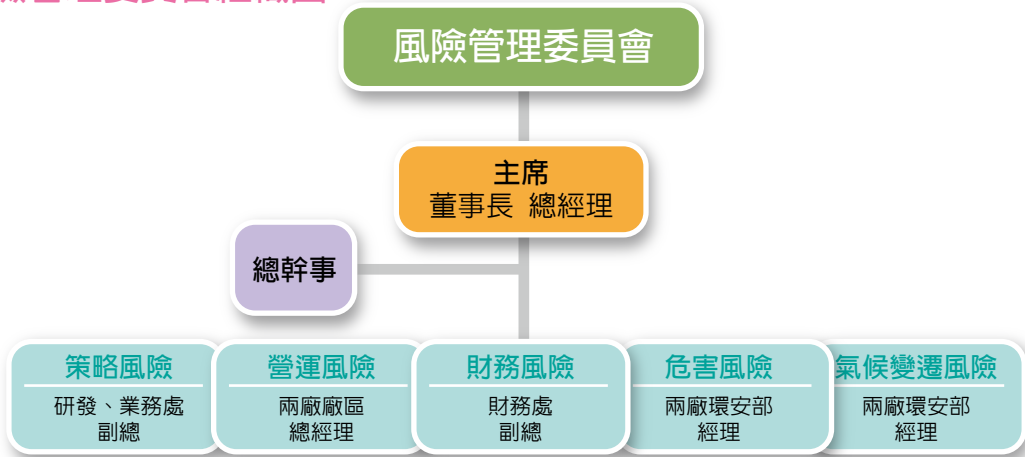 風險管理委員會
主席
董事長 總經理
總幹事
策略風險
研發、業務處
副總
營運風險
兩廠廠區
總經理
財務風險
財務處
副總
危害風險
兩廠環安部
經理
氣候變遷風險
兩廠環安部
經理